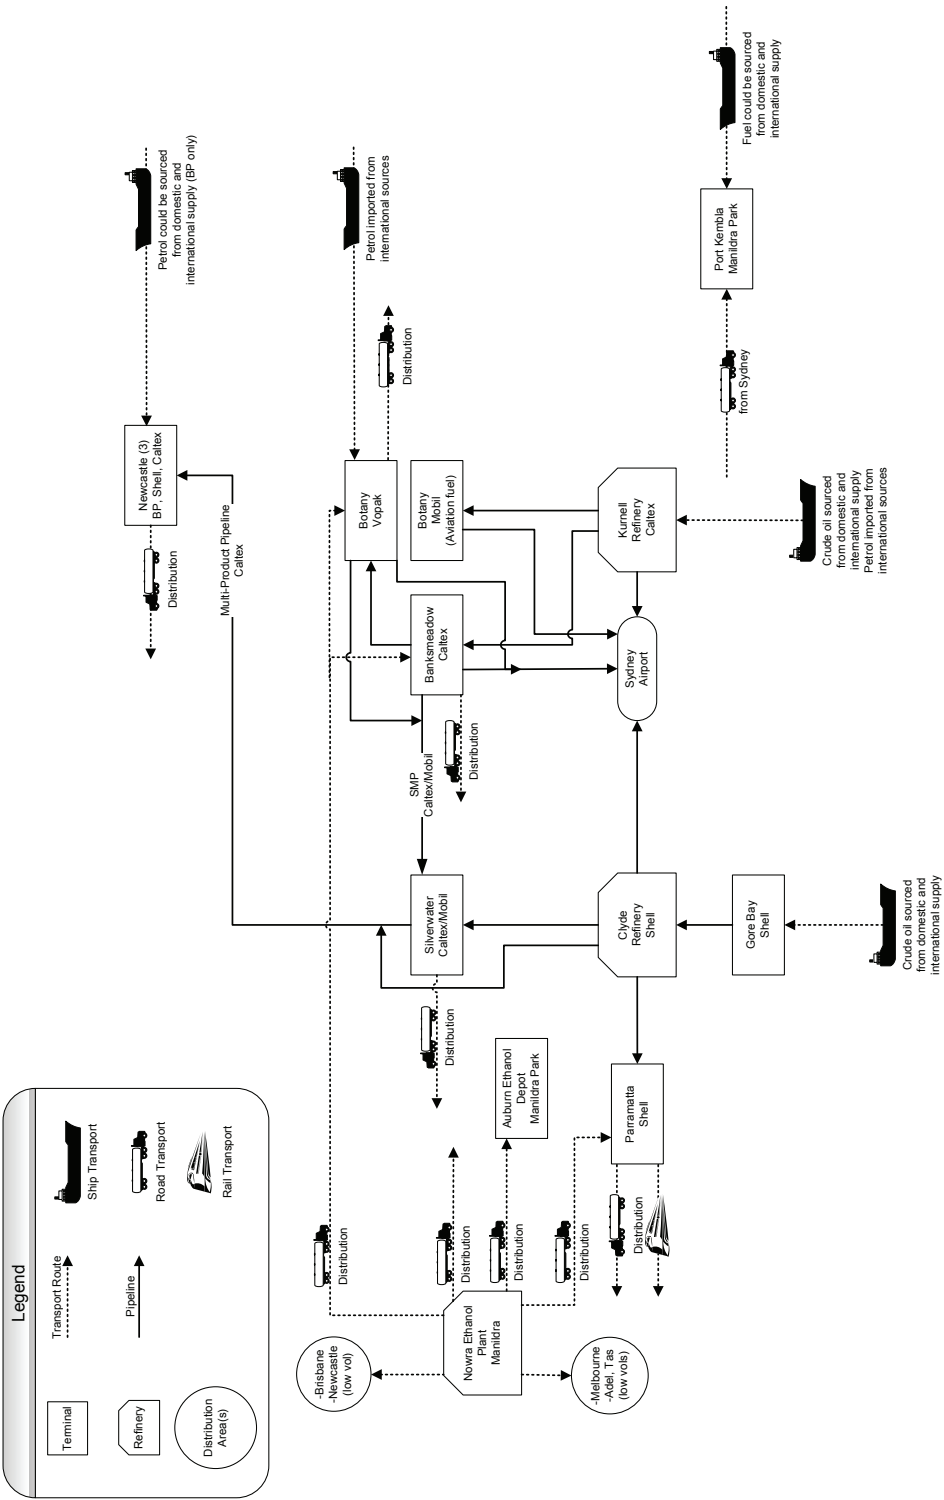 Legend
Terminal
Refinery
Distribution
Area(s)
Transport Route
Pipeline
Ship Transport
Road Transport
Rail Transport
-Brisbane
-Newcastle
(low vol)
Nowra Ethanol
Plant
Manildra
-Melbourne
-Adel, Tas
(low vols)
Distribution
Distribution
Distribution
Distribution
Auburn Ethanol
Depot
Manildra Park
Parramatta
Shell
Distribution
Distribution
Silverwater
Caltex/Mobil
Clyde
Refinery
Shell
Gore Bay
Shell
Crude oil sourced
from domestic and
international supply
SMP
Caltex/Mobil
Distribution
Multi-Product Pipeline
Caltex
Distribution
Newcastle (3)
BP, Shell, Caltex
Petrol could be sourced
from domestic and
international supply (BP only)
Banksmeadow
Caltex
Sydney
Airport
Botany
Vopak
Botany
Mobil
(Aviation fuel)
Kurnell
Refinery
Caltex
Crude oil sourced
from domestic and
international supply
Petrol imported from
international sources
Distribution
Petrol imported from
international sources
from Sydney
Port Kembla
Manildra Park
Fuel could be sourced
from domestic and
international supply